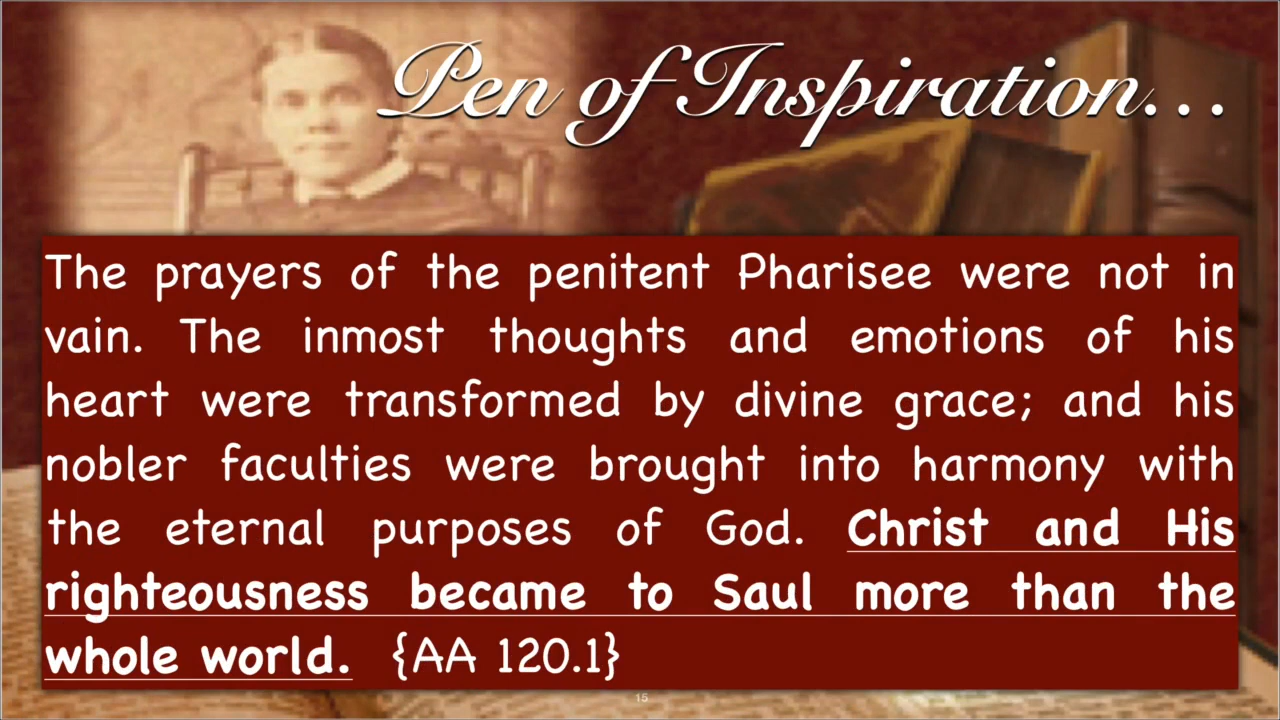 Pen of Inspiration...
The prayers of the penitent Pharisee were not in
vain. The inmost thoughts and emotions of his
heart were transformed by divine grace; and his
nobler faculties were brought into harmony with
the eternal purposes of God. Christ and His
righteousness became to Saul more than the
whole world. {AA 120.1}
15